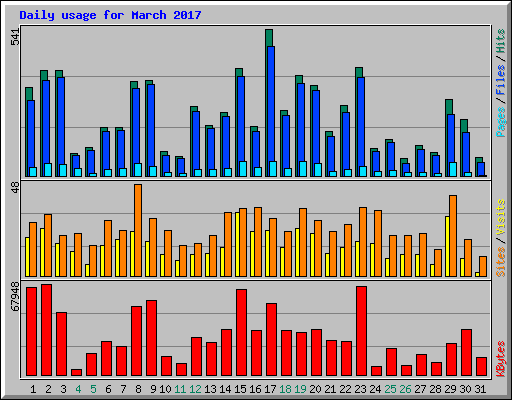 Daily usage for March 2017
541
Pages / Files / Hits
48
Sites / Visits
67948
KBytes
1 2 3 4 5 6 7 8 9 10 11 12 13 14 15 16 17 18 19 20 21 22 23 24 25 26 27 28 29 30 31